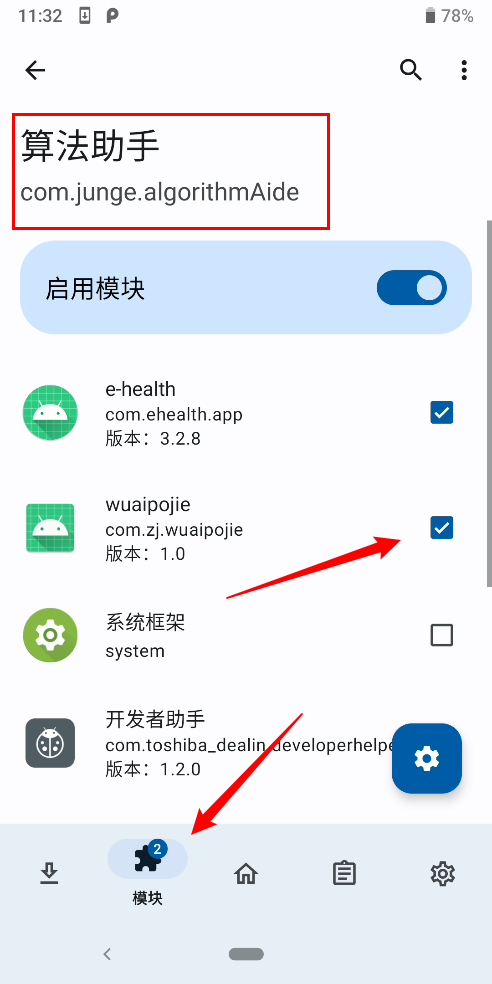 11:32
78%
算法助手
com.junge.algorithmAide
启用模块
e-health
com.ehealth.app
版本：3.2.8
wuaipojie
com.zj.wuaipojie
版本：1.0
系统框架
system
开发者助手
com.toshiba_dealin.developerhelpe
版本：1.2.0
2
模块